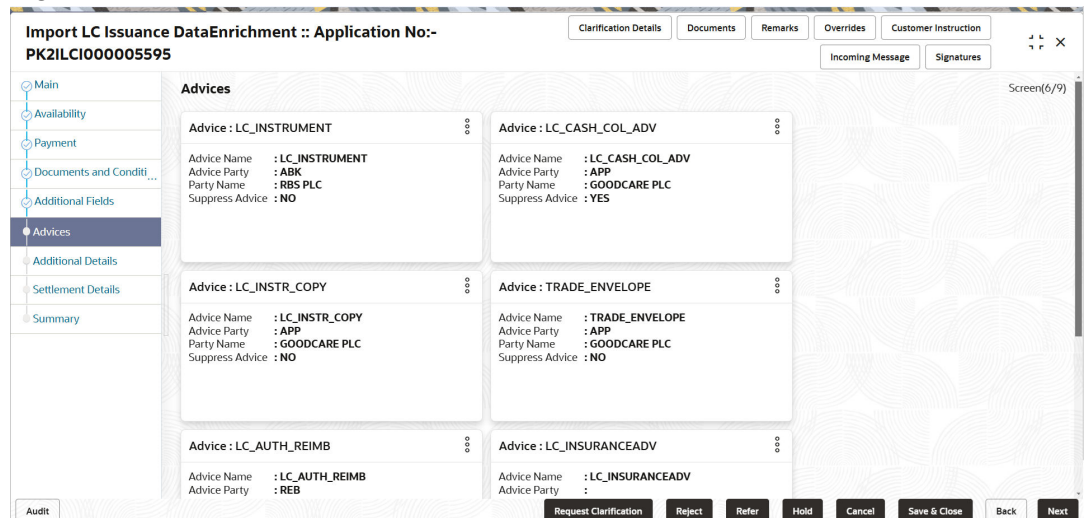 Import LC Issuance DataEnrichment :: Application No:- PK2ILCI000005595
Clarification Details
Documents
Remarks
Overrides
Customer Instruction
Incoming Message
Signatures
Main
Availability
Payment
Documents and Conditi...
Additional Fields
Advices
Additional Details
Settlement Details
Summary
Advices
Screen(6/9)
Advice : LC_INSTRUMENT
Advice Name : LC_INSTRUMENT
Advice Party : ABK
Party Name : RBS PLC
Suppress Advice : NO
Advice : LC_CASH_COL_ADV
Advice Name : LC_CASH_COL_ADV
Advice Party : APP
Party Name : GOODCARE PLC
Suppress Advice : YES
Advice : LC_INSTR_COPY
Advice Name : LC_INSTR_COPY
Advice Party : APP
Party Name : GOODCARE PLC
Suppress Advice : NO
Advice : TRADE_ENVELOPE
Advice Name : TRADE_ENVELOPE
Advice Party : APP
Party Name : GOODCARE PLC
Suppress Advice : NO
Advice : LC_AUTH_REIMB
Advice Name : LC_AUTH_REIMB
Advice Party : REB
Advice : LC_INSURANCEADV
Advice Name : LC_INSURANCEADV
Advice Party :
Audit
Request Clarification
Reject
Refer
Hold
Cancel
Save & Close
Back
Next